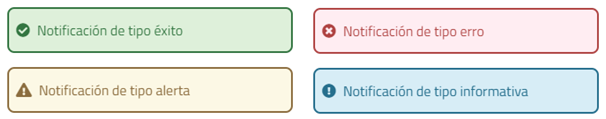 Notificación de tipo éxito
Notificación de tipo erro
Notificación de tipo alerta
Notificación de tipo informativa